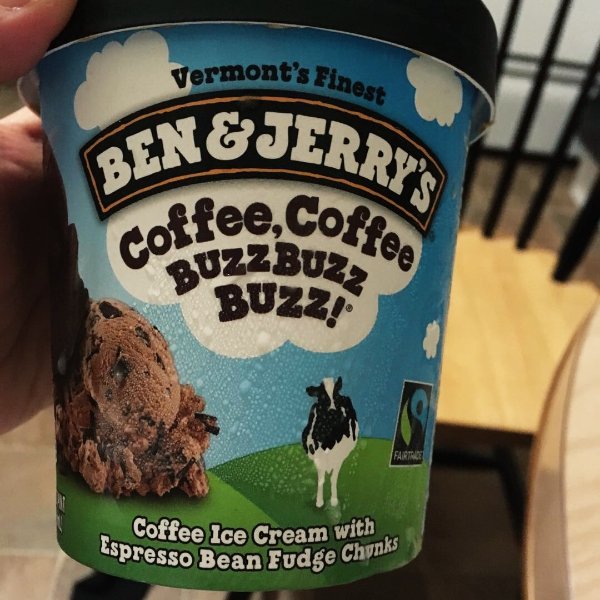 Vermont's Finest
BEN & JERRY'S
Coffee, Coffee
BUZZBUZZ
BUZZ!®
FAIRTRADE
Coffee Ice Cream with
Espresso Bean Fudge Chunks